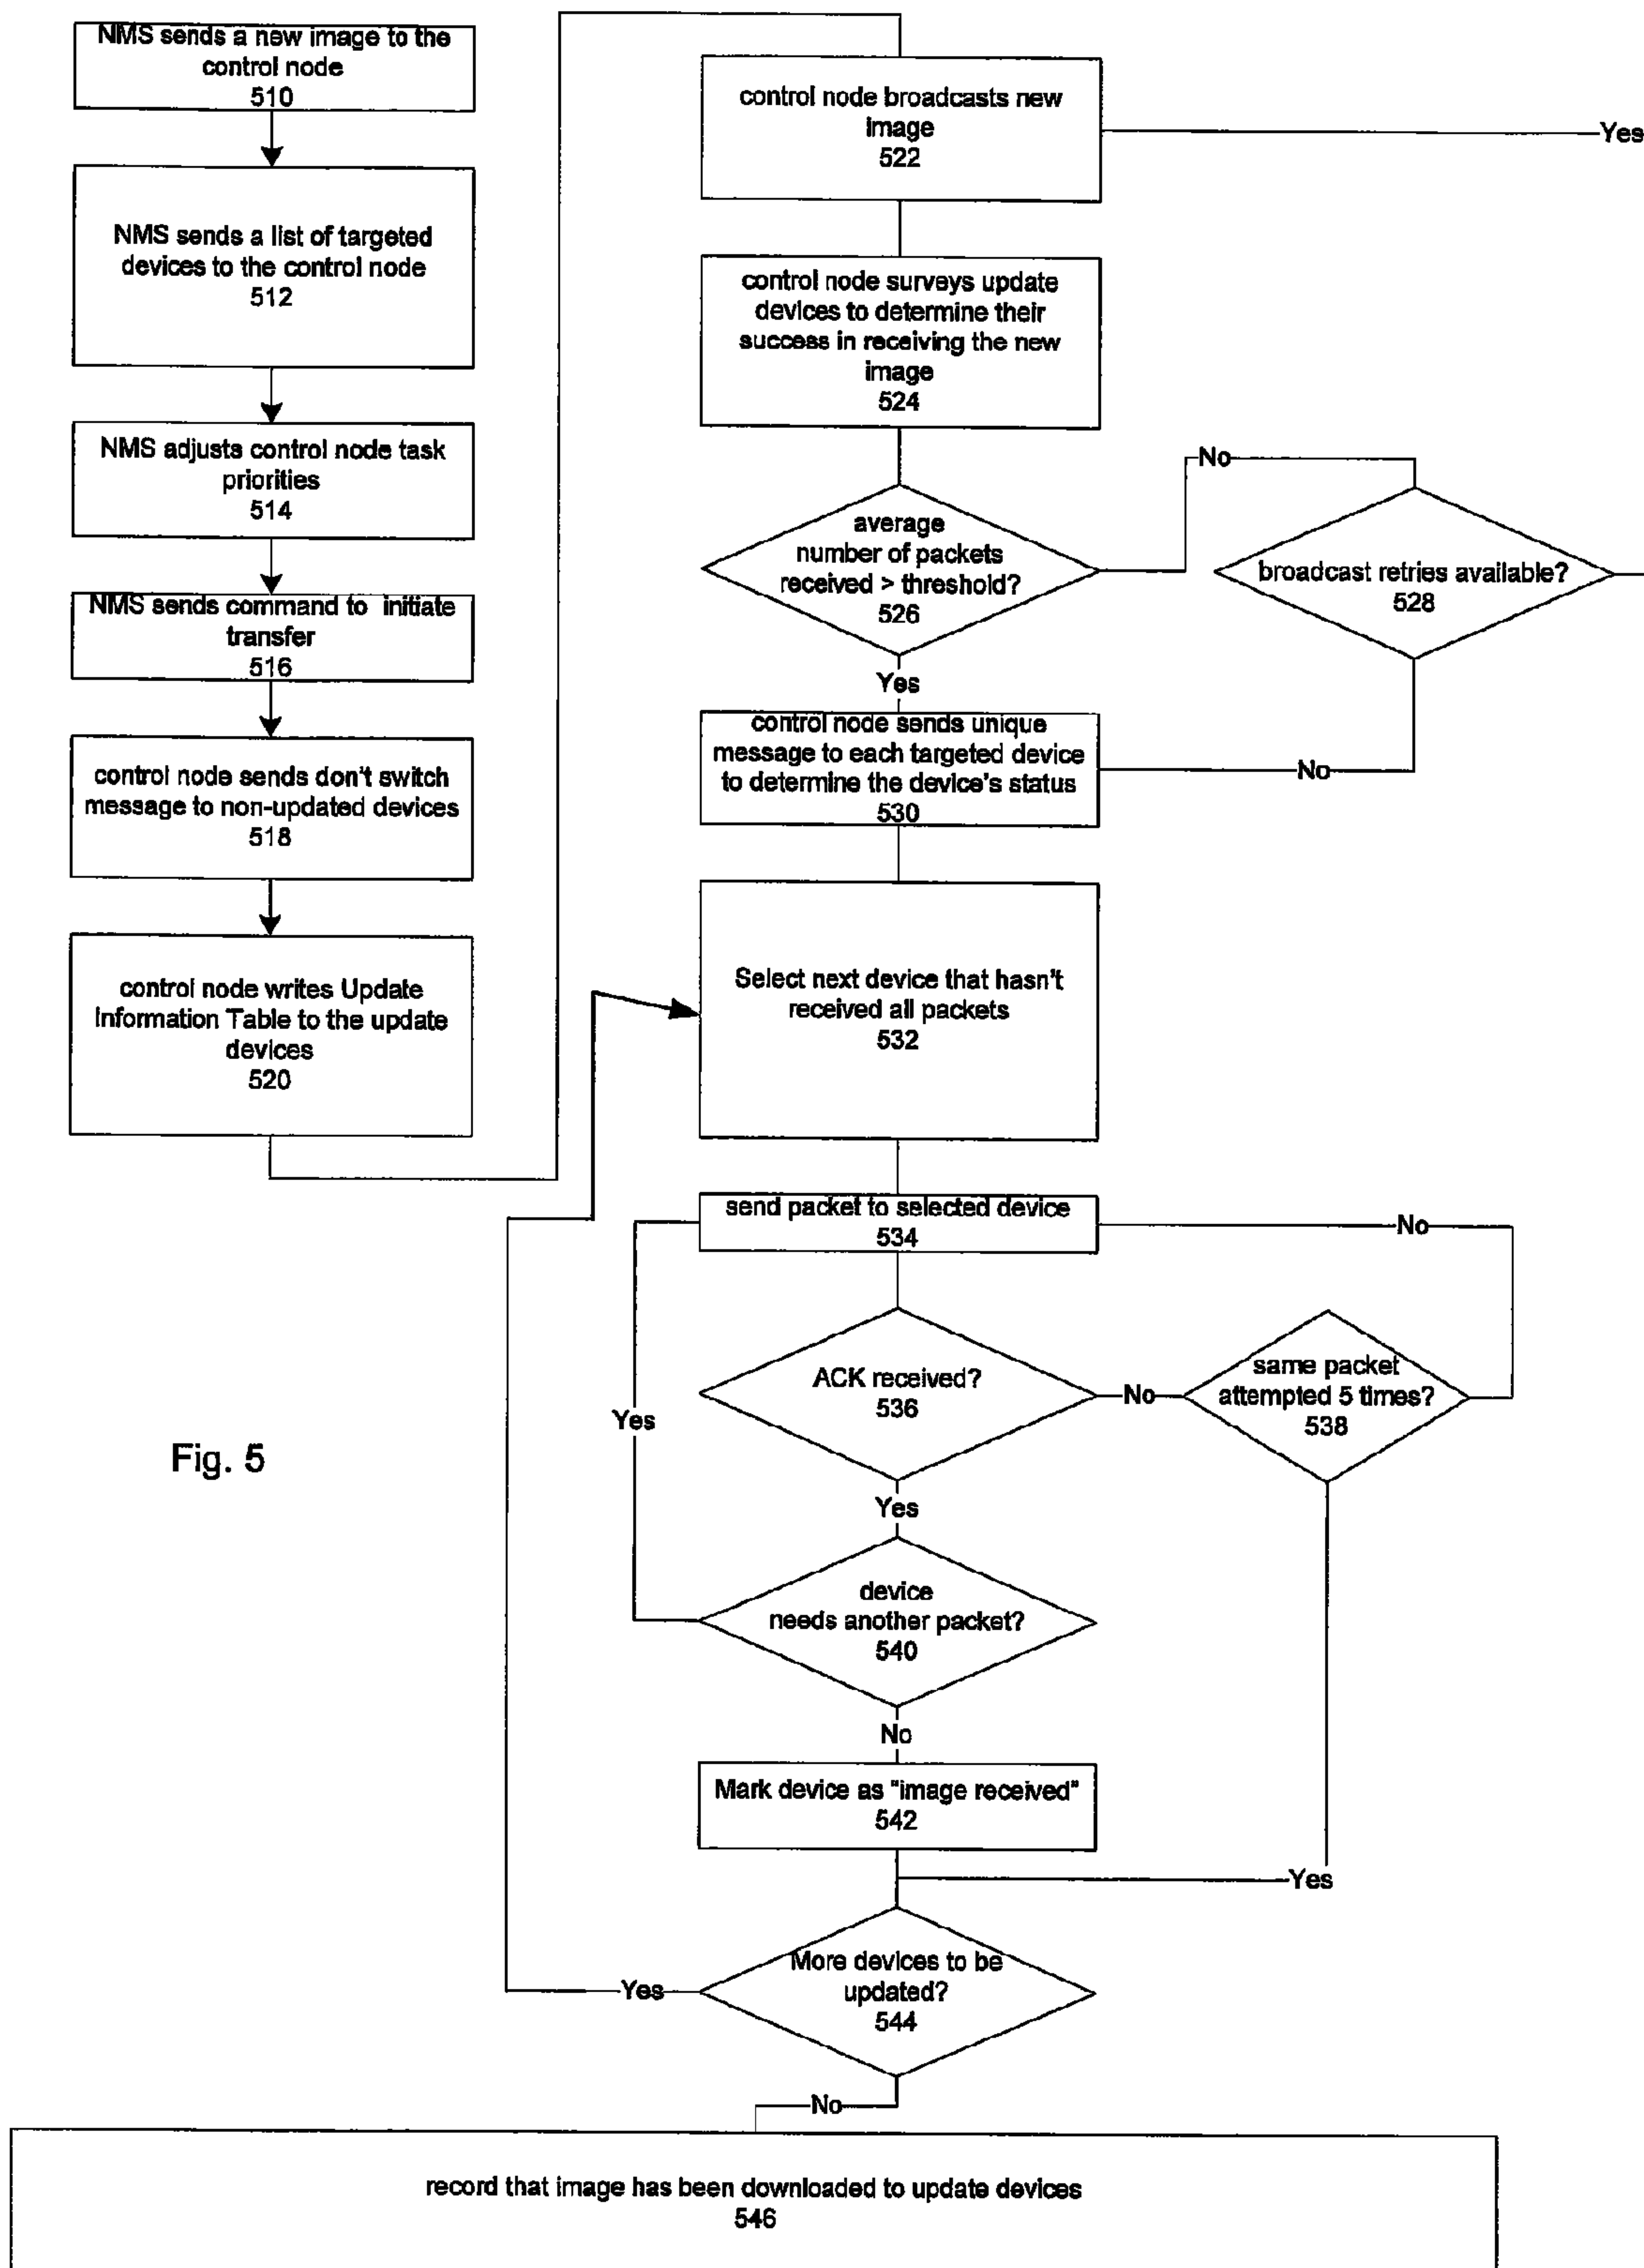 NMS sends a new image to the
control node
510
NMS sends a list of targeted
devices to the control node
512
NMS adjusts control node task
priorities
514
NMS sends command to initiate
transfer
516
control node sends don't switch
message to non-updated devices
518
control node writes Update
Information Table to the update
devices
520
control node broadcasts new
image
522
Yes
control node surveys update
devices to determine their
success in receiving the new
image
524
average
number of packets
received > threshold?
526
No
broadcast retries available?
528
Yes
No
control node sends unique
message to each targeted device
to determine the device's status
530
Select next device that hasn't
received all packets
532
send packet to selected device
534
No
ACK received?
536
No
same packet
attempted 5 times?
538
Yes
Yes
device
needs another packet?
540
No
Mark device as "image received"
542
Yes
More devices to be
updated?
544
Yes
No
record that image has been downloaded to update devices
546
Fig. 5